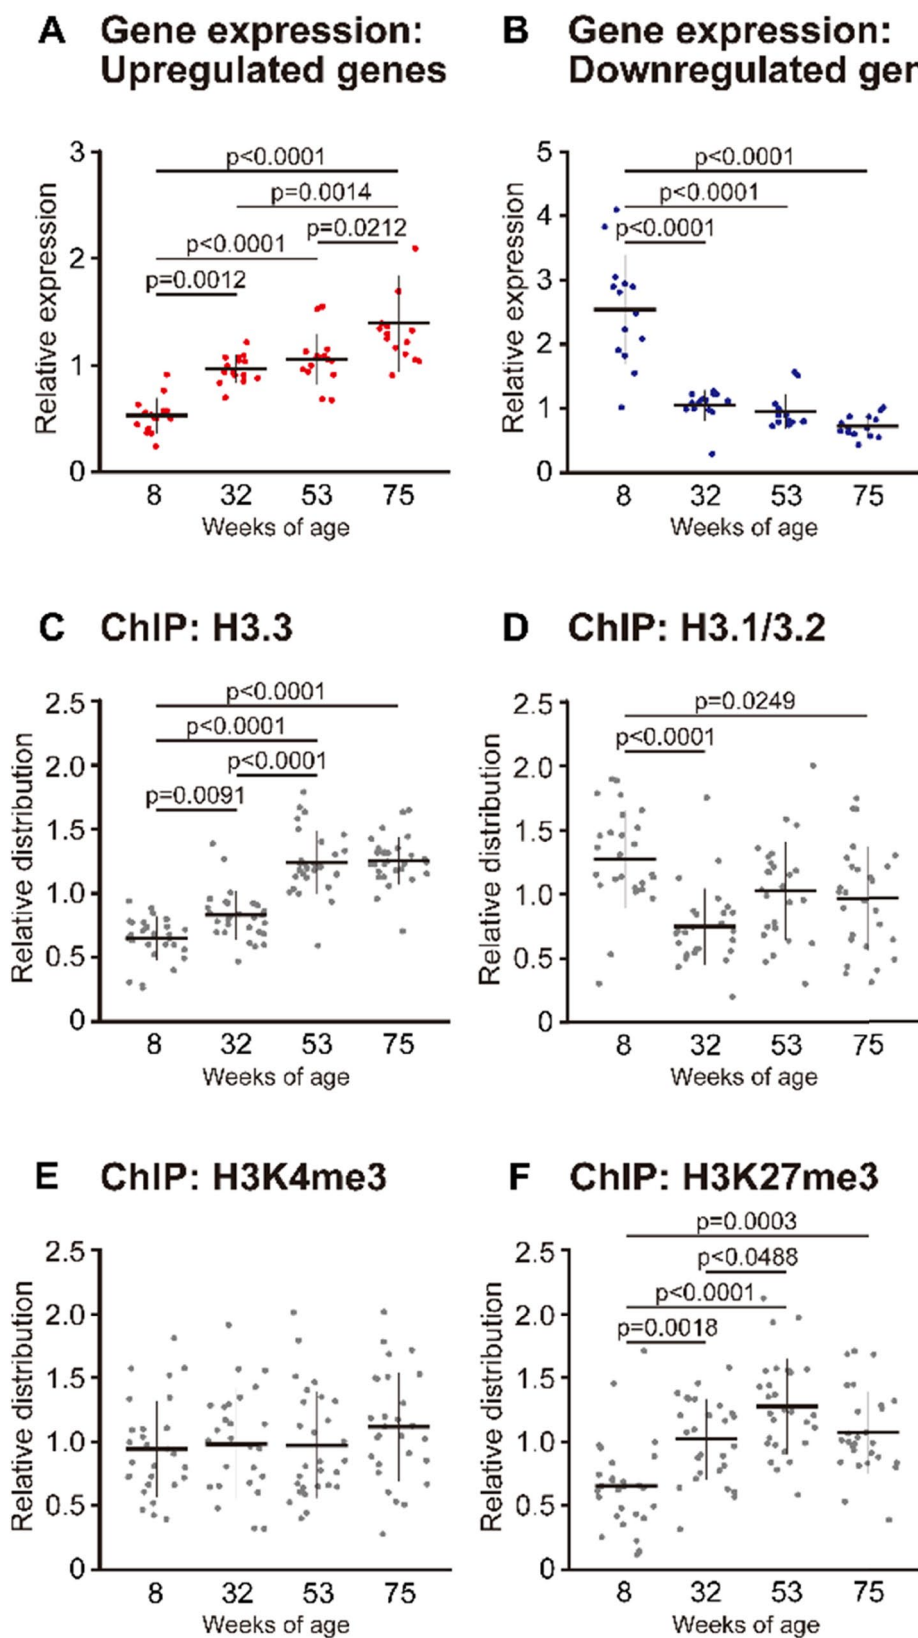 A Gene expression:
Upregulated genes
B Gene expression:
Downregulated gen
3
2
1
0
Relative expression
p<0.0001
p=0.0014
p=0.0212
p<0.0001
p=0.0012
8 32 53 75
Weeks of age
5
4
3
2
1
0
Relative expression
p<0.0001
p<0.0001
p<0.0001
8 32 53 75
Weeks of age
C ChIP: H3.3
D ChIP: H3.1/3.2
2.5
2.0
1.5
1.0
0.5
0
Relative distribution
p<0.0001
p<0.0001
p<0.0001
p=0.0091
8 32 53 75
Weeks of age
2.5
2.0
1.5
1.0
0.5
0
Relative distribution
p=0.0249
p<0.0001
8 32 53 75
Weeks of age
E ChIP: H3K4me3
F ChIP: H3K27me3
2.5
2.0
1.5
1.0
0.5
0
Relative distribution
8 32 53 75
Weeks of age
2.5
2.0
1.5
1.0
0.5
0
Relative distribution
p=0.0003
p<0.0488
p<0.0001
p=0.0018
8 32 53 75
Weeks of age